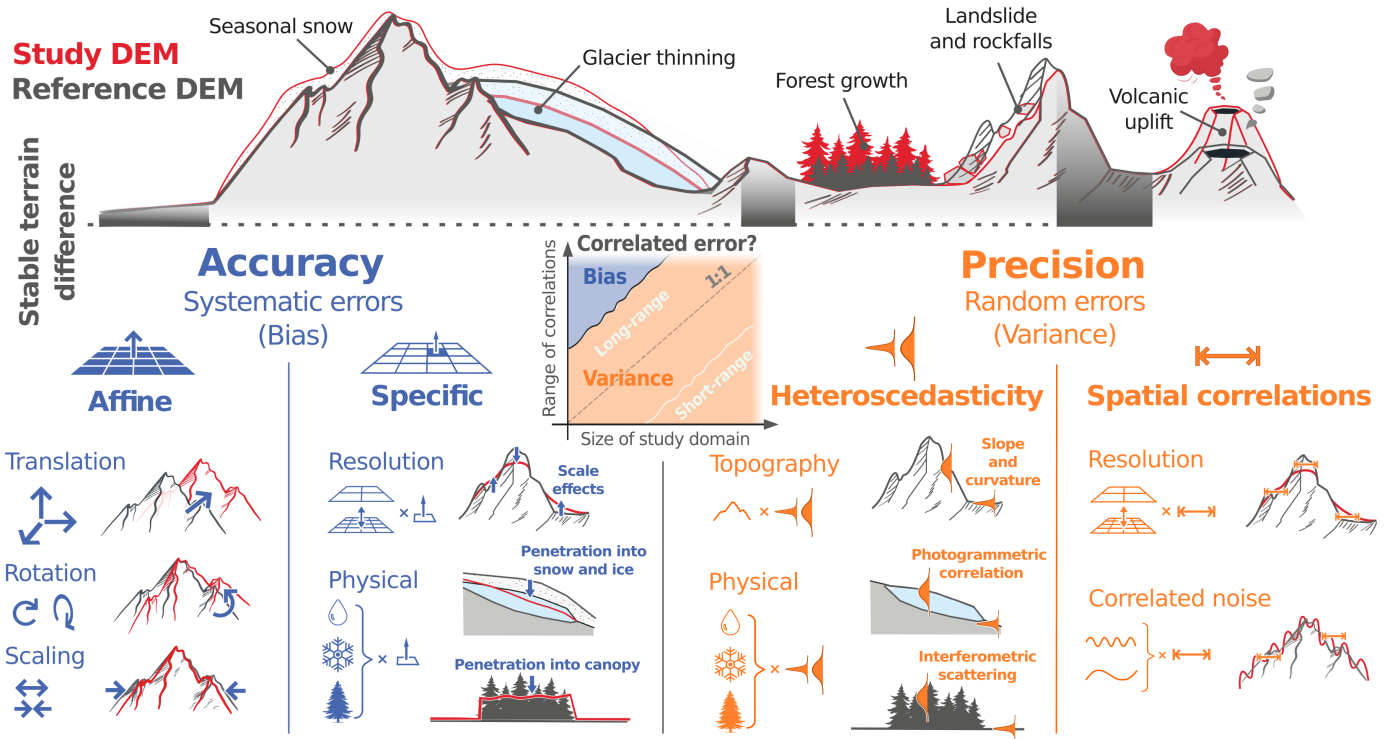 Seasonal snow
Landslide
and rockfalls
Study DEM
Reference DEM
Glacier thinning
Forest growth
Volcanic
uplift
Stable terrain
difference
Accuracy
Systematic errors
(Bias)
Correlated error?
Bias
1:1
Long-range
Variance
Short-range
Range of correlations
Size of study domain
Precision
Random errors
(Variance)
Affine
Specific
Heteroscedasticity
Spatial correlations
Translation
Rotation
Scaling
Resolution
×
Scale
effects
Physical
×
Penetration into
snow and ice
Penetration into canopy
Topography
×
Slope
and
curvature
Physical
×
Photogrammetric
correlation
Interferometric
scattering
Resolution
×
Correlated noise
×